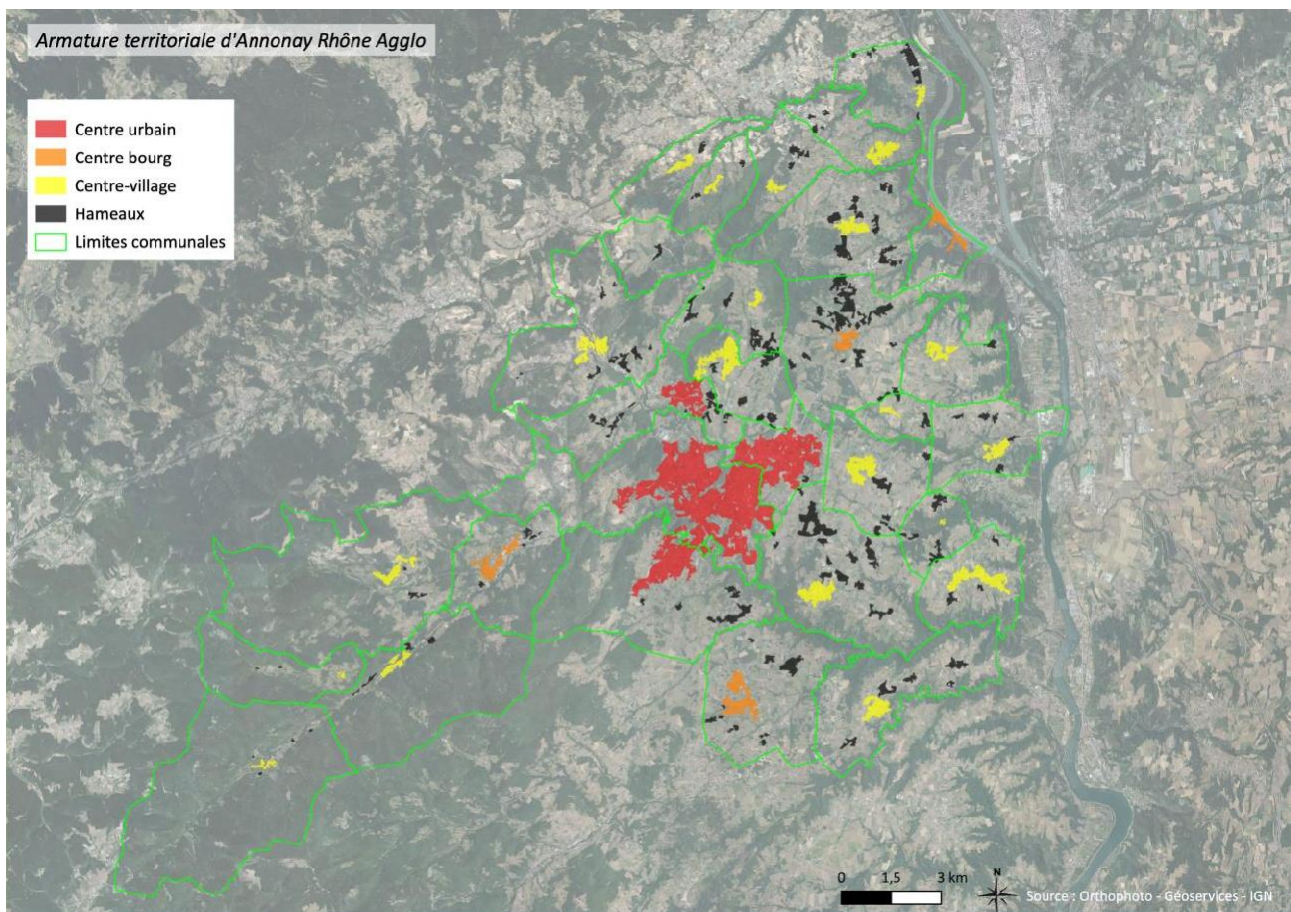 Armature territoriale d'Annonay Rhône Agglo
Centre urbain
Centre bourg
Centre-village
Hameaux
Limites communales
0 1,5 3 km
N
Source : Orthophoto - Géoservices - IGN